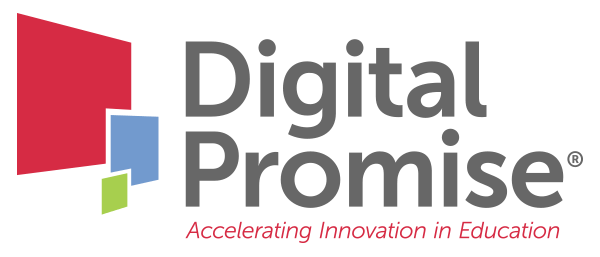 Digital
Promise®
Accelerating Innovation in Education